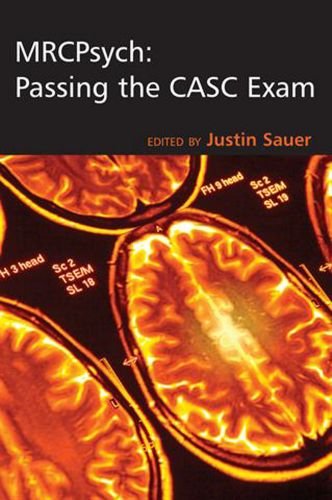 MRCPsych:
Passing the CASC Exam
EDITED BY Justin Sauer
FH 9 head
Sc 2
TSE/M
SL 19
FH 3 head
Sc 2
TSE/M
SL 18
A
L